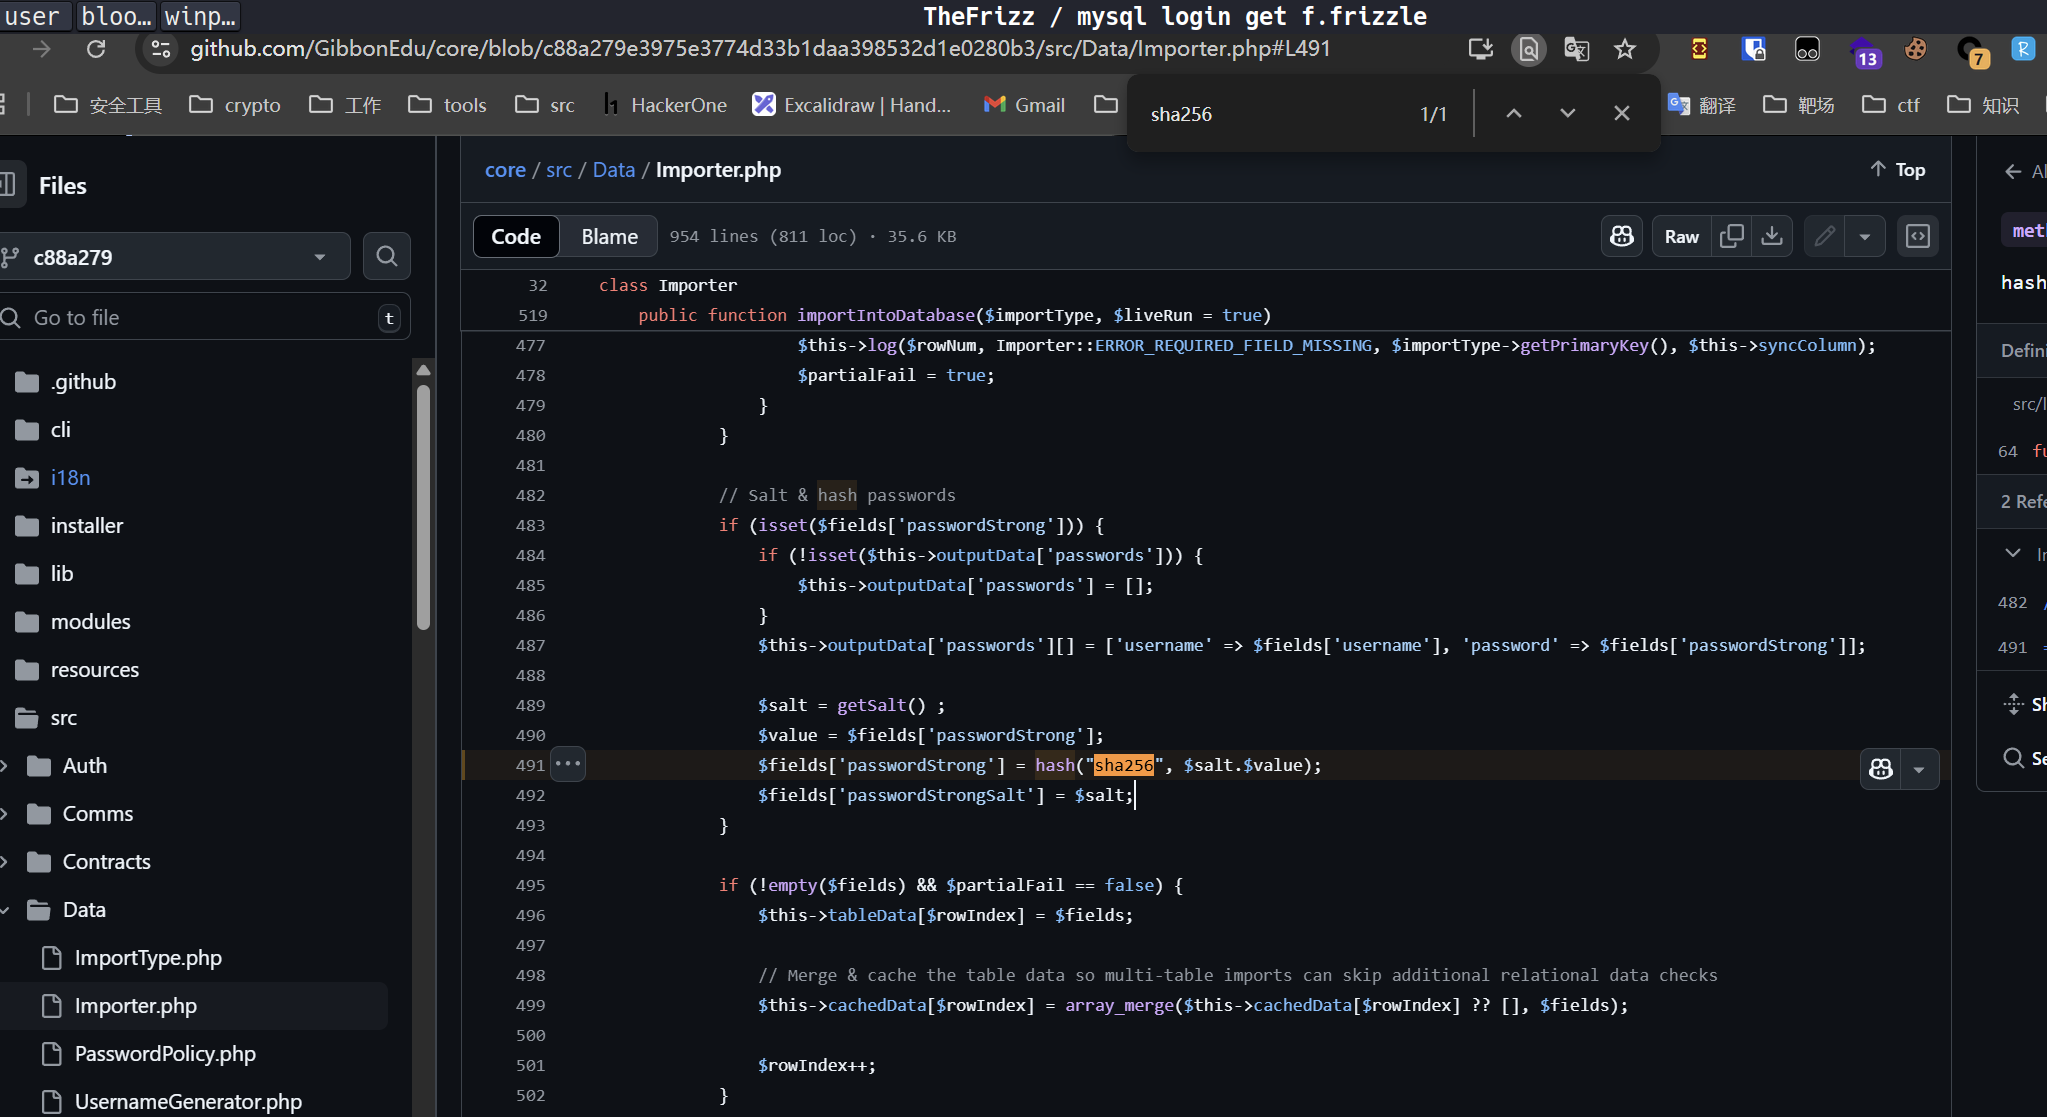 user bloo… winp…
TheFrizz / mysql login get f.frizzle
github.com/GibbonEdu/core/blob/c88a279e3975e3774d33b1daa398532d1e0280b3/src/Data/Importer.php#L491
13
7
R
安全工具 crypto 工作 tools src HackerOne Excalidraw | Hand... Gmail
翻译 靶场 ctf 知识
sha256 1/1
Files
c88a279
Go to file t
.github
cli
i18n
installer
lib
modules
resources
src
Auth
Comms
Contracts
Data
ImportType.php
Importer.php
PasswordPolicy.php
UsernameGenerator.php
core / src / Data / Importer.php
Top
Code Blame 954 lines (811 loc) · 35.6 KB
Raw
32 class Importer
519 public function importIntoDatabase($importType, $liveRun = true)
477 $this->log($rowNum, Importer::ERROR_REQUIRED_FIELD_MISSING, $importType->getPrimaryKey(), $this->syncColumn);
478 $partialFail = true;
479 }
480 }
481
482 // Salt & hash passwords
483 if (isset($fields['passwordStrong'])) {
484 if (!isset($this->outputData['passwords'])) {
485 $this->outputData['passwords'] = [];
486 }
487 $this->outputData['passwords'][] = ['username' => $fields['username'], 'password' => $fields['passwordStrong']];
488
489 $salt = getSalt() ;
490 $value = $fields['passwordStrong'];
491 $fields['passwordStrong'] = hash("sha256", $salt.$value);
492 $fields['passwordStrongSalt'] = $salt;
493 }
494
495 if (!empty($fields) && $partialFail == false) {
496 $this->tableData[$rowIndex] = $fields;
497
498 // Merge & cache the table data so multi-table imports can skip additional relational data checks
499 $this->cachedData[$rowIndex] = array_merge($this->cachedData[$rowIndex] ?? [], $fields);
500
501 $rowIndex++;
502 }
hash
64
2
482
491